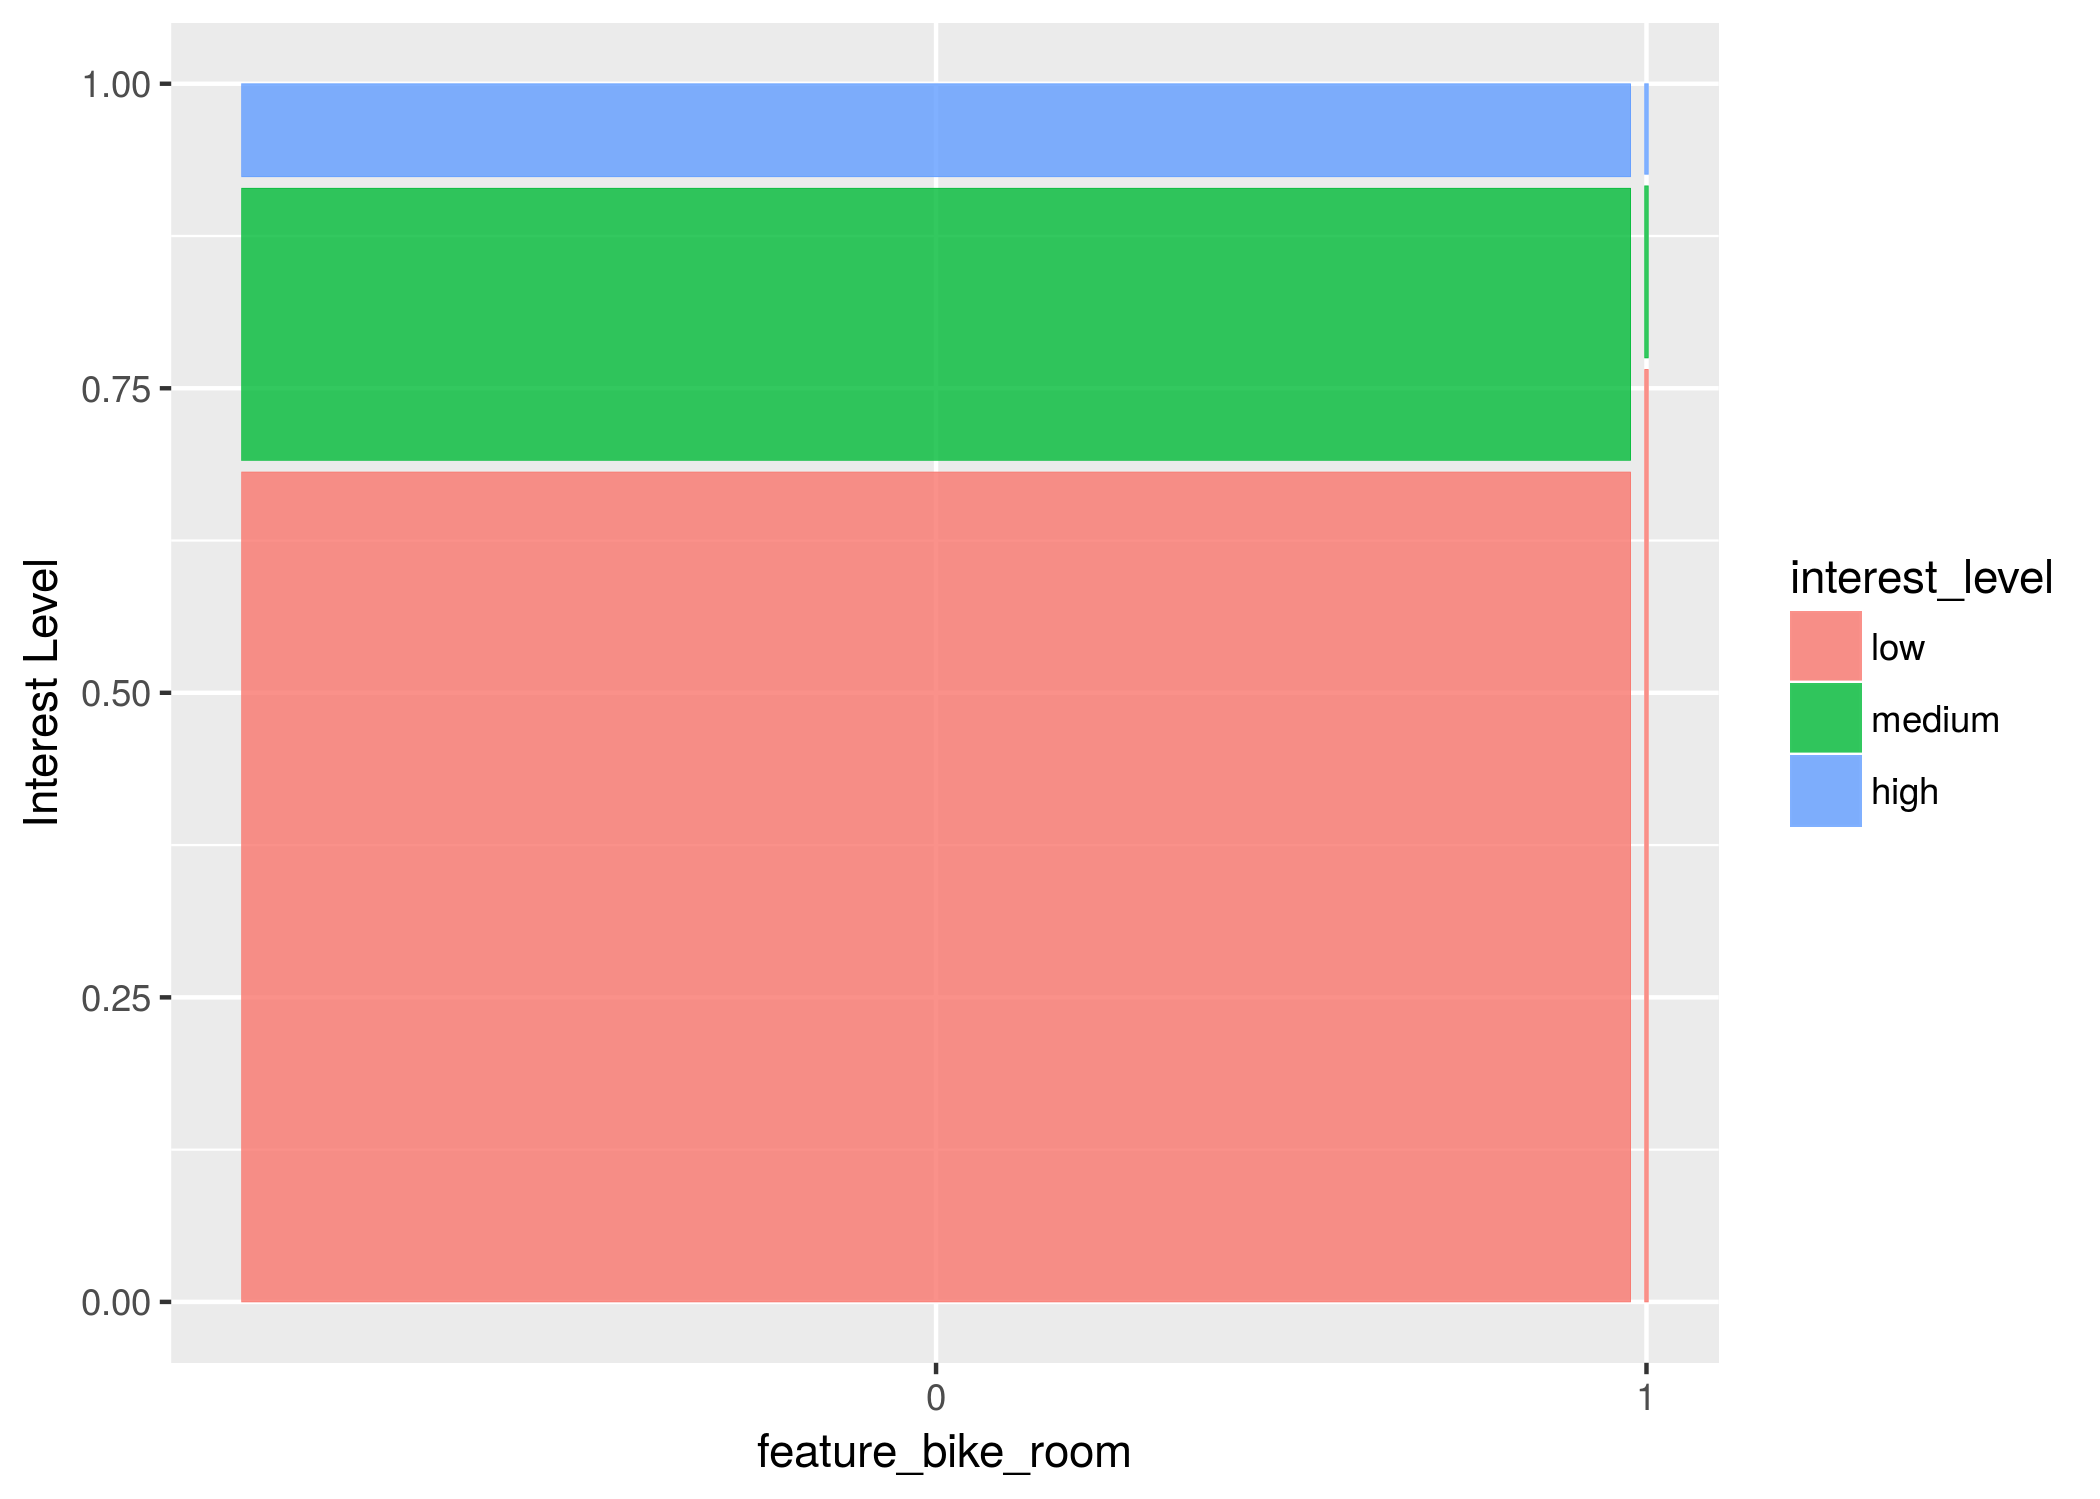 1.00
0.75
0.50
0.25
0.00
Interest Level
0
1
feature_bike_room
interest_level
low
medium
high